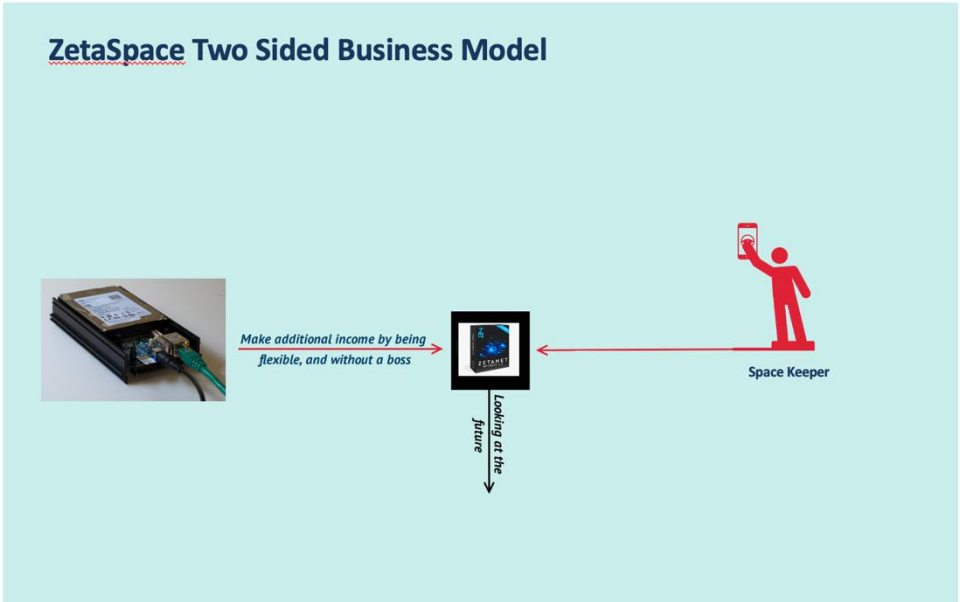 ZetaSpace Two Sided Business Model
Make additional income by being
flexible, and without a boss
ZETANET
Space Keeper
Looking at the
future